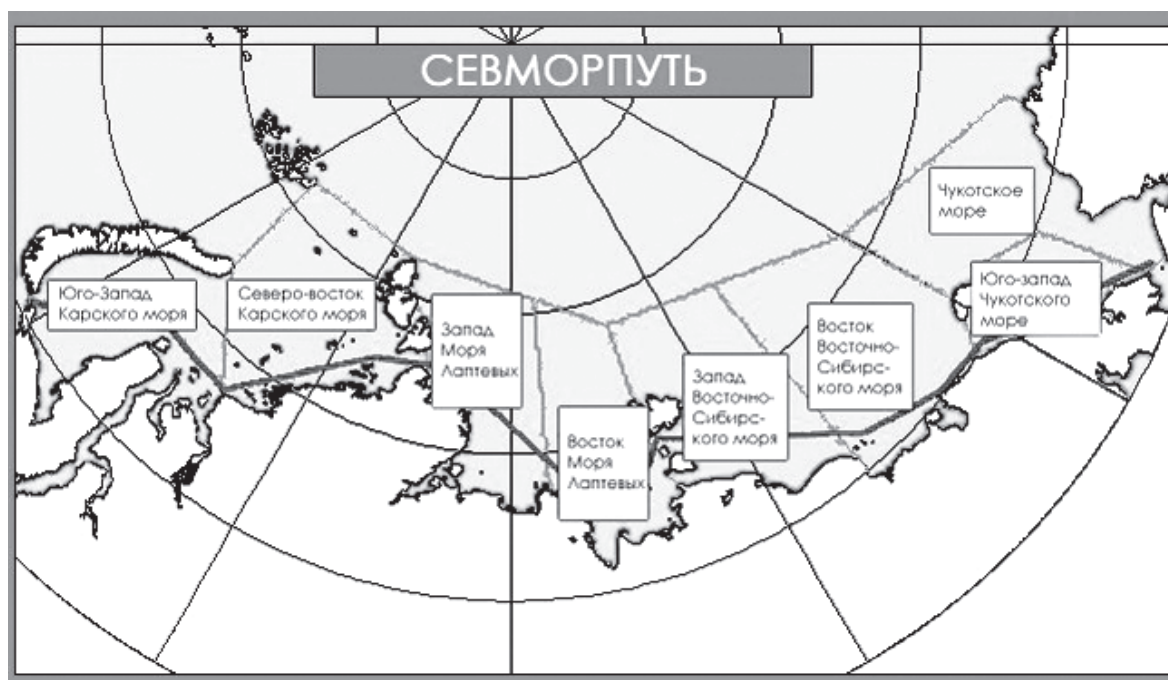 СЕВМОРПУТЬ
Чукотское
море
Юго-Запад
Карского моря
Северо-восток
Карского моря
Запад
Моря
Лаптевых
Восток
Моря
Лаптевых
Запад
Восточно-
Сибирс-
кого моря
Восток
Восточно-
Сибирс-
кого моря
Юго-запад
Чукотского
море